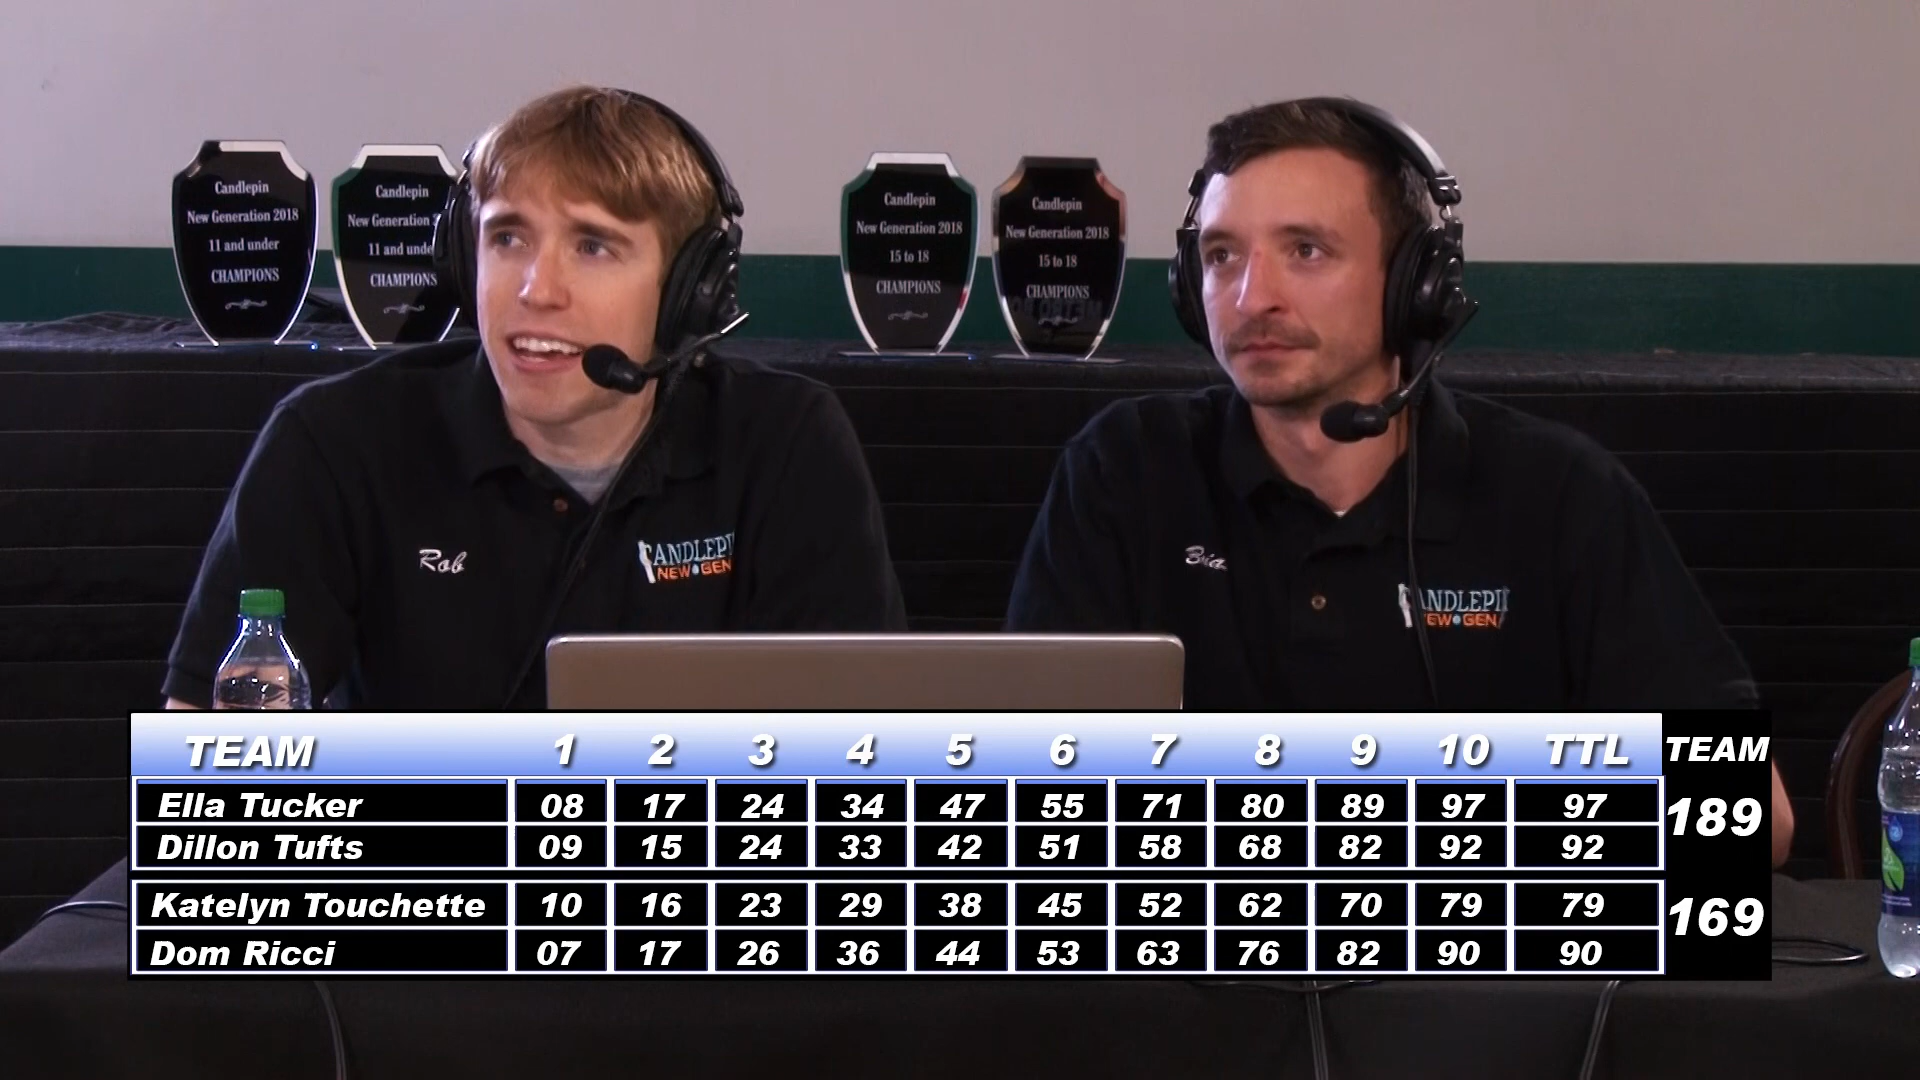 Candlepin
New Generation 2018
11 and under
CHAMPIONS
Candlepin
New Generation
11 and unde
CHAMPIONS
Candlepin
New Generation 2018
15 to 18
CHAMPIONS
Candlepin
New Generation 2018
15 to 18
CHAMPIONS
Rob
ANDLEPI
NEW GEN
Bria
ANDLEPI
EW GEN
TEAM 1 2 3 4 5 6 7 8 9 10 TTL TEAM
Ella Tucker 08 17 24 34 47 55 71 80 89 97 97
189
Dillon Tufts 09 15 24 33 42 51 58 68 82 92 92
Katelyn Touchette 10 16 23 29 38 45 52 62 70 79 79
169
Dom Ricci 07 17 26 36 44 53 63 76 82 90 90